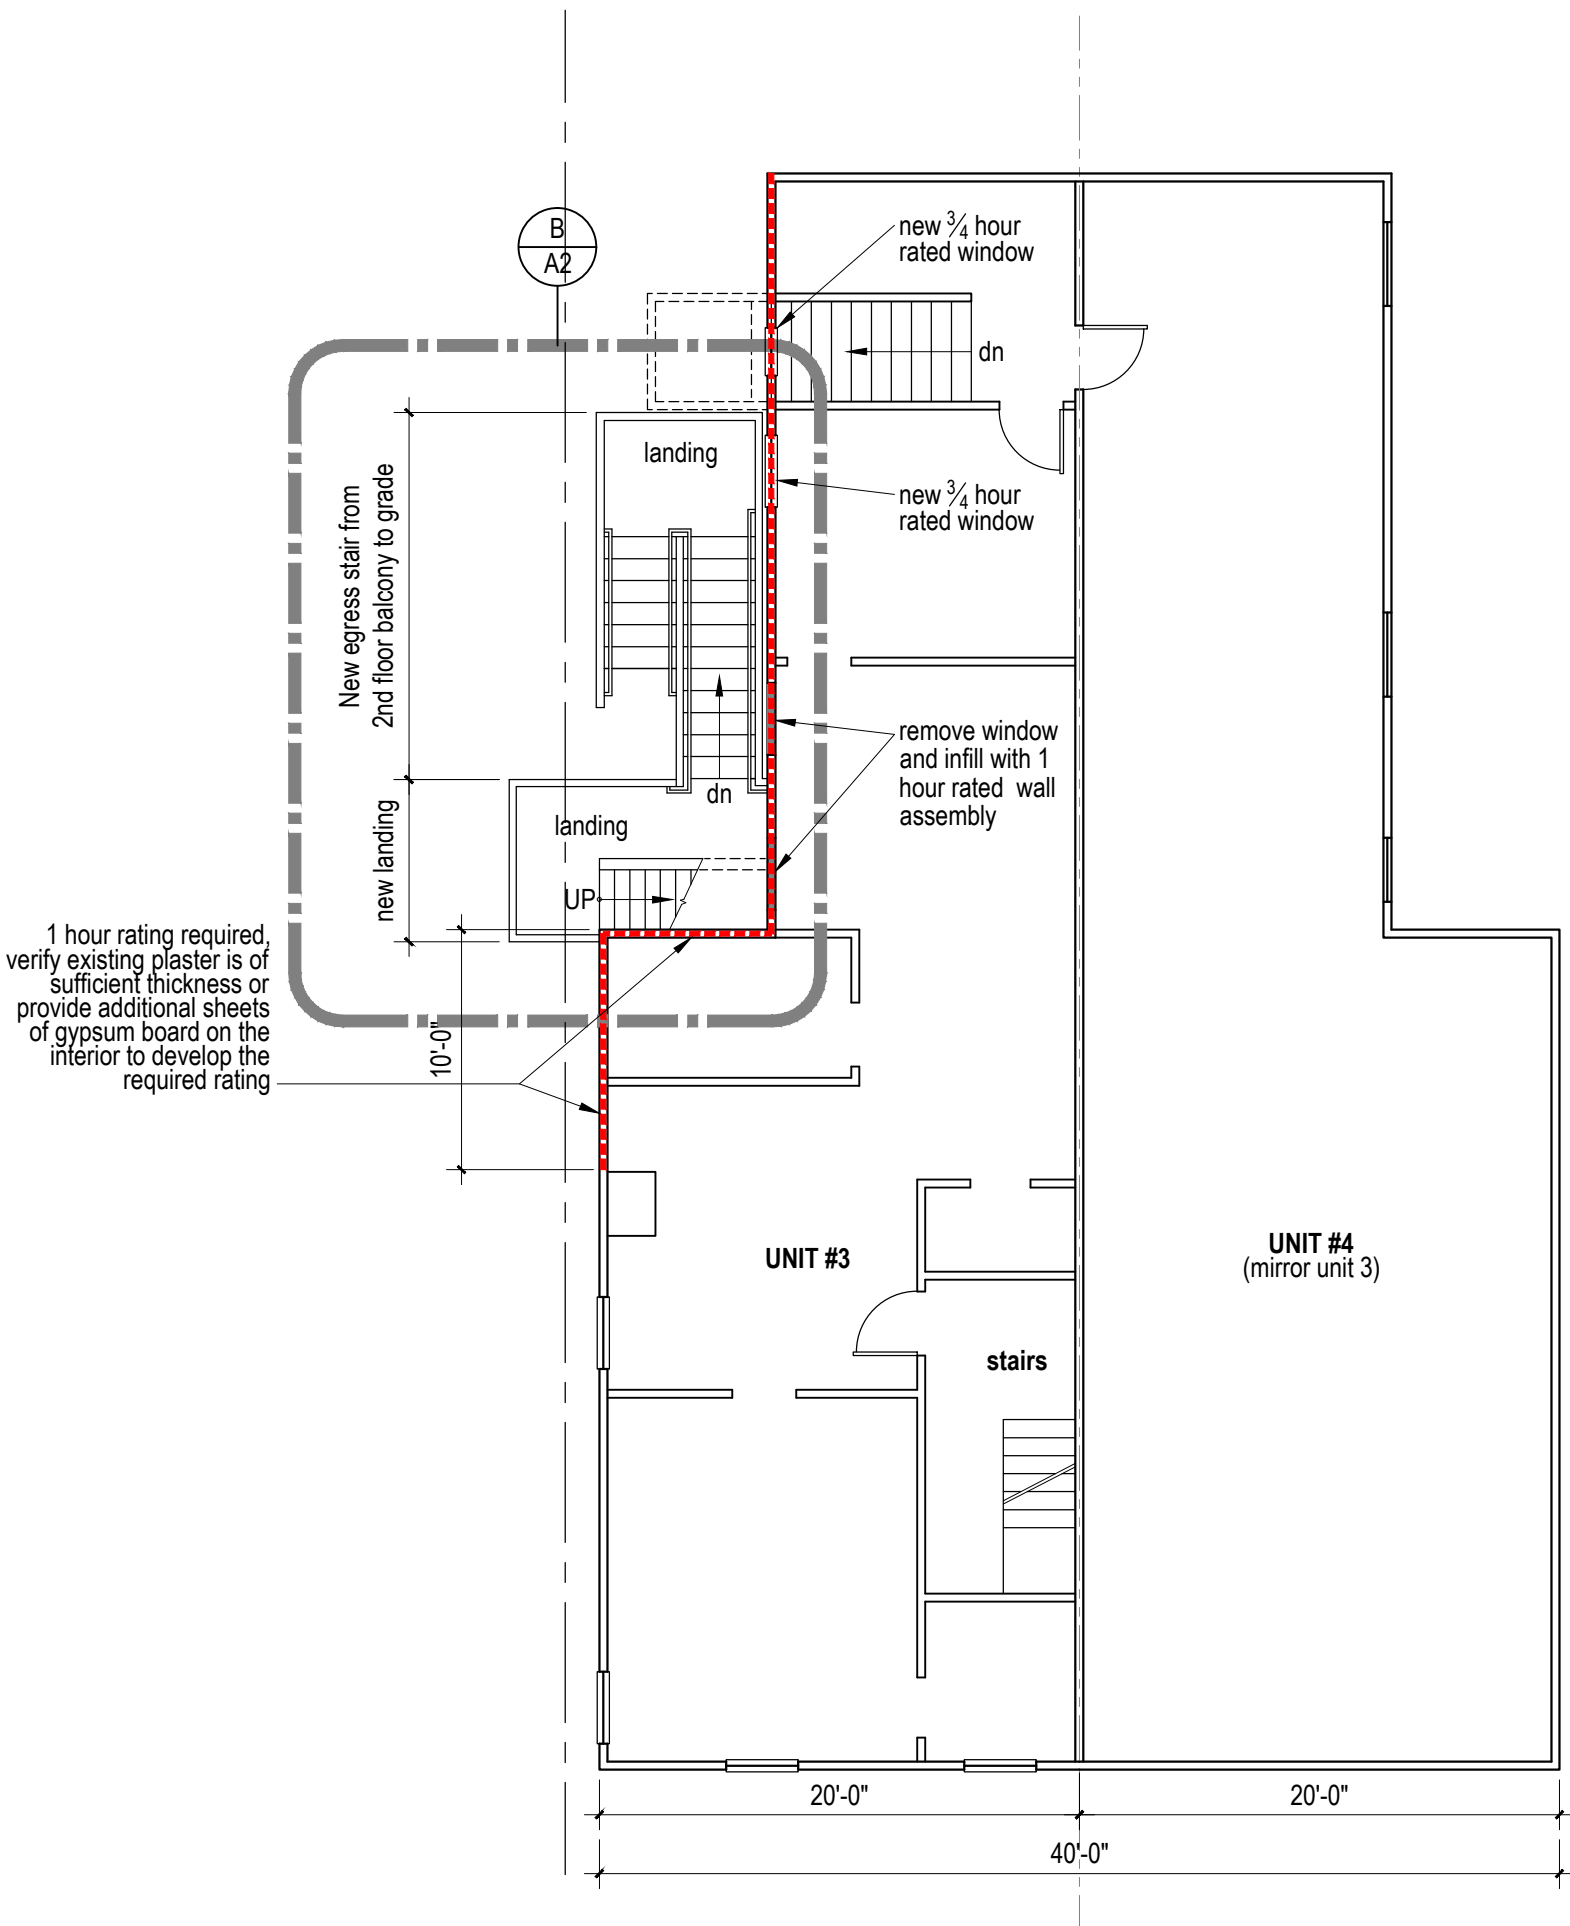 B
A2
new 3⁄4 hour
rated window
dn
landing
new 3⁄4 hour
rated window
New egress stair from
2nd floor balcony to grade
remove window
and infill with 1
hour rated wall
assembly
dn
landing
new landing
UP
1 hour rating required,
verify existing plaster is of
sufficient thickness or
provide additional sheets
of gypsum board on the
interior to develop the
required rating
10'-0"
UNIT #3
UNIT #4
(mirror unit 3)
stairs
20'-0"
20'-0"
40'-0"